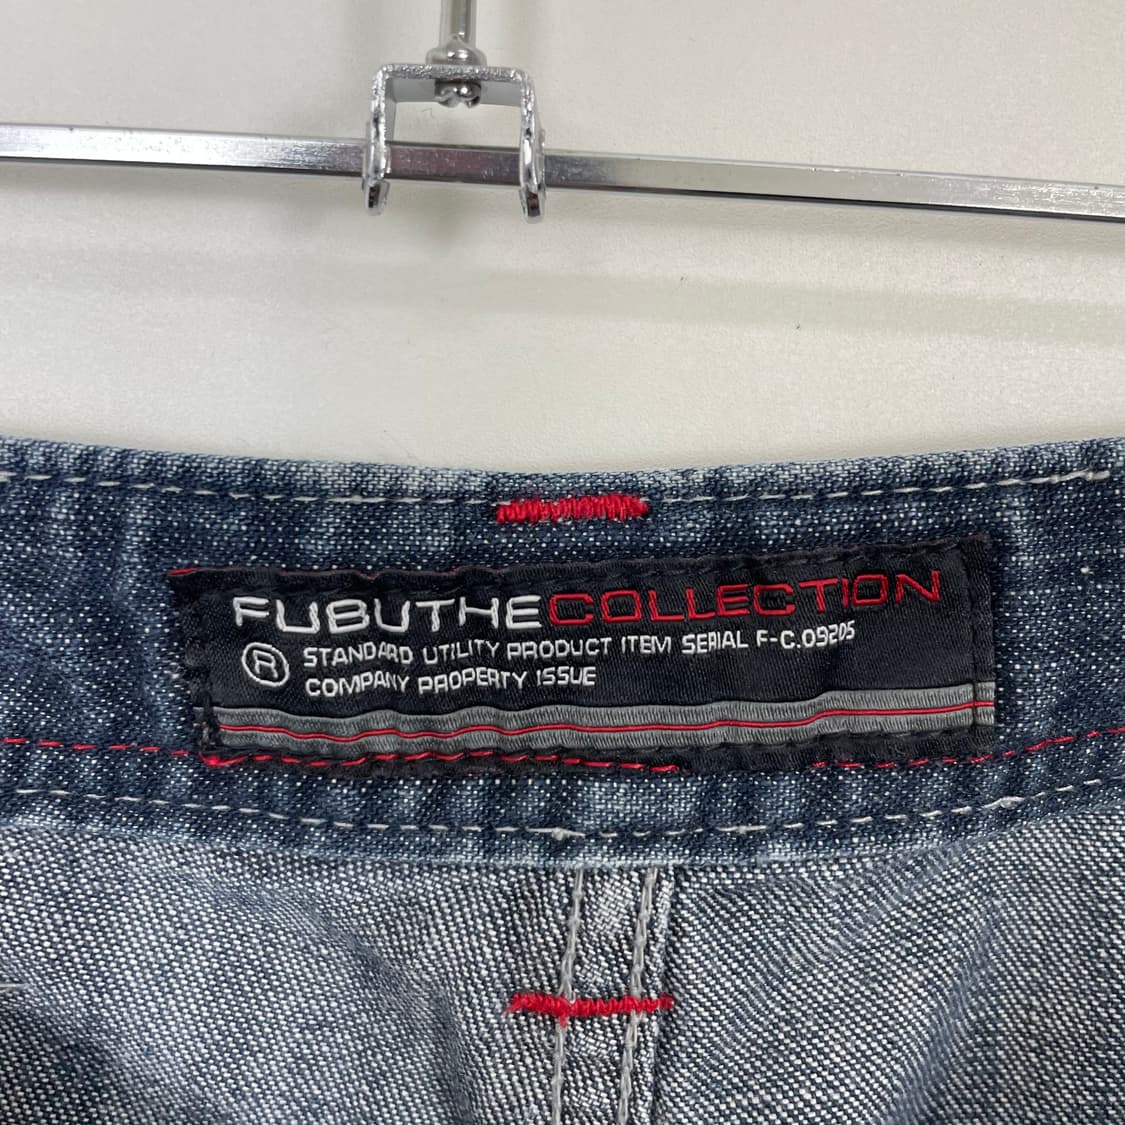 FUBUTHECOLLECTION
® STANDARD UTILITY PRODUCT ITEM SERIAL F-C.09205
COMPANY PROPERTY ISSUE